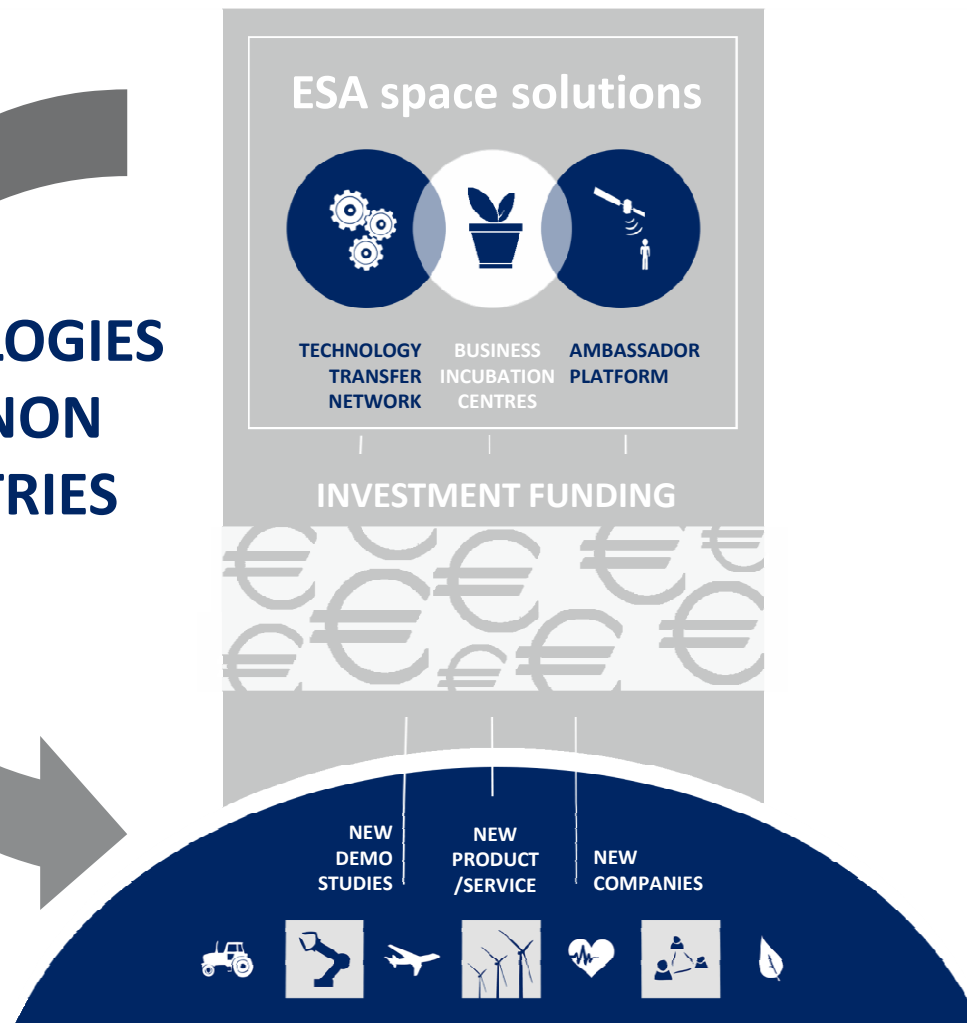 ESA space solutions
TECHNOLOGY
TRANSFER
NETWORK
BUSINESS
INCUBATION
CENTRES
AMBASSADOR
PLATFORM
LOGIES
NON
TRIES
INVESTMENT FUNDING
NEW
DEMO
STUDIES
NEW
PRODUCT
/SERVICE
NEW
COMPANIES